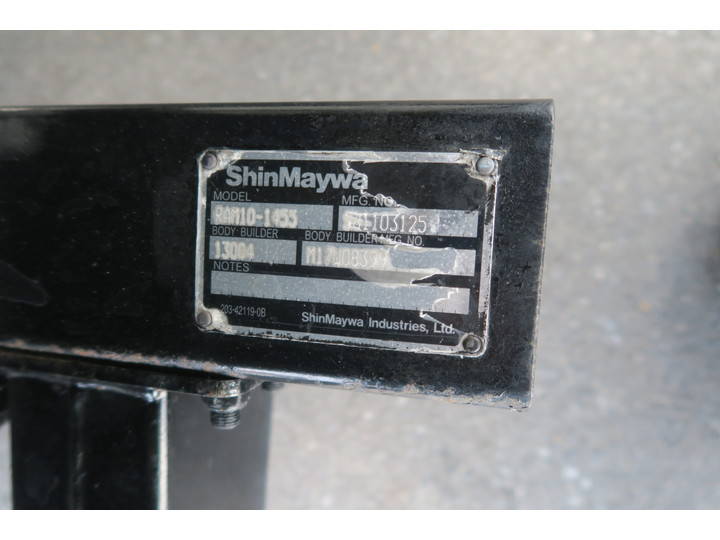 ShinMaywa
MODEL MFG. NO.
RAM10-1455
BODY BUILDER BODY BUILDER MFG. NO.
13004
NOTES
203-42119-0B ShinMaywa Industries, Ltd.